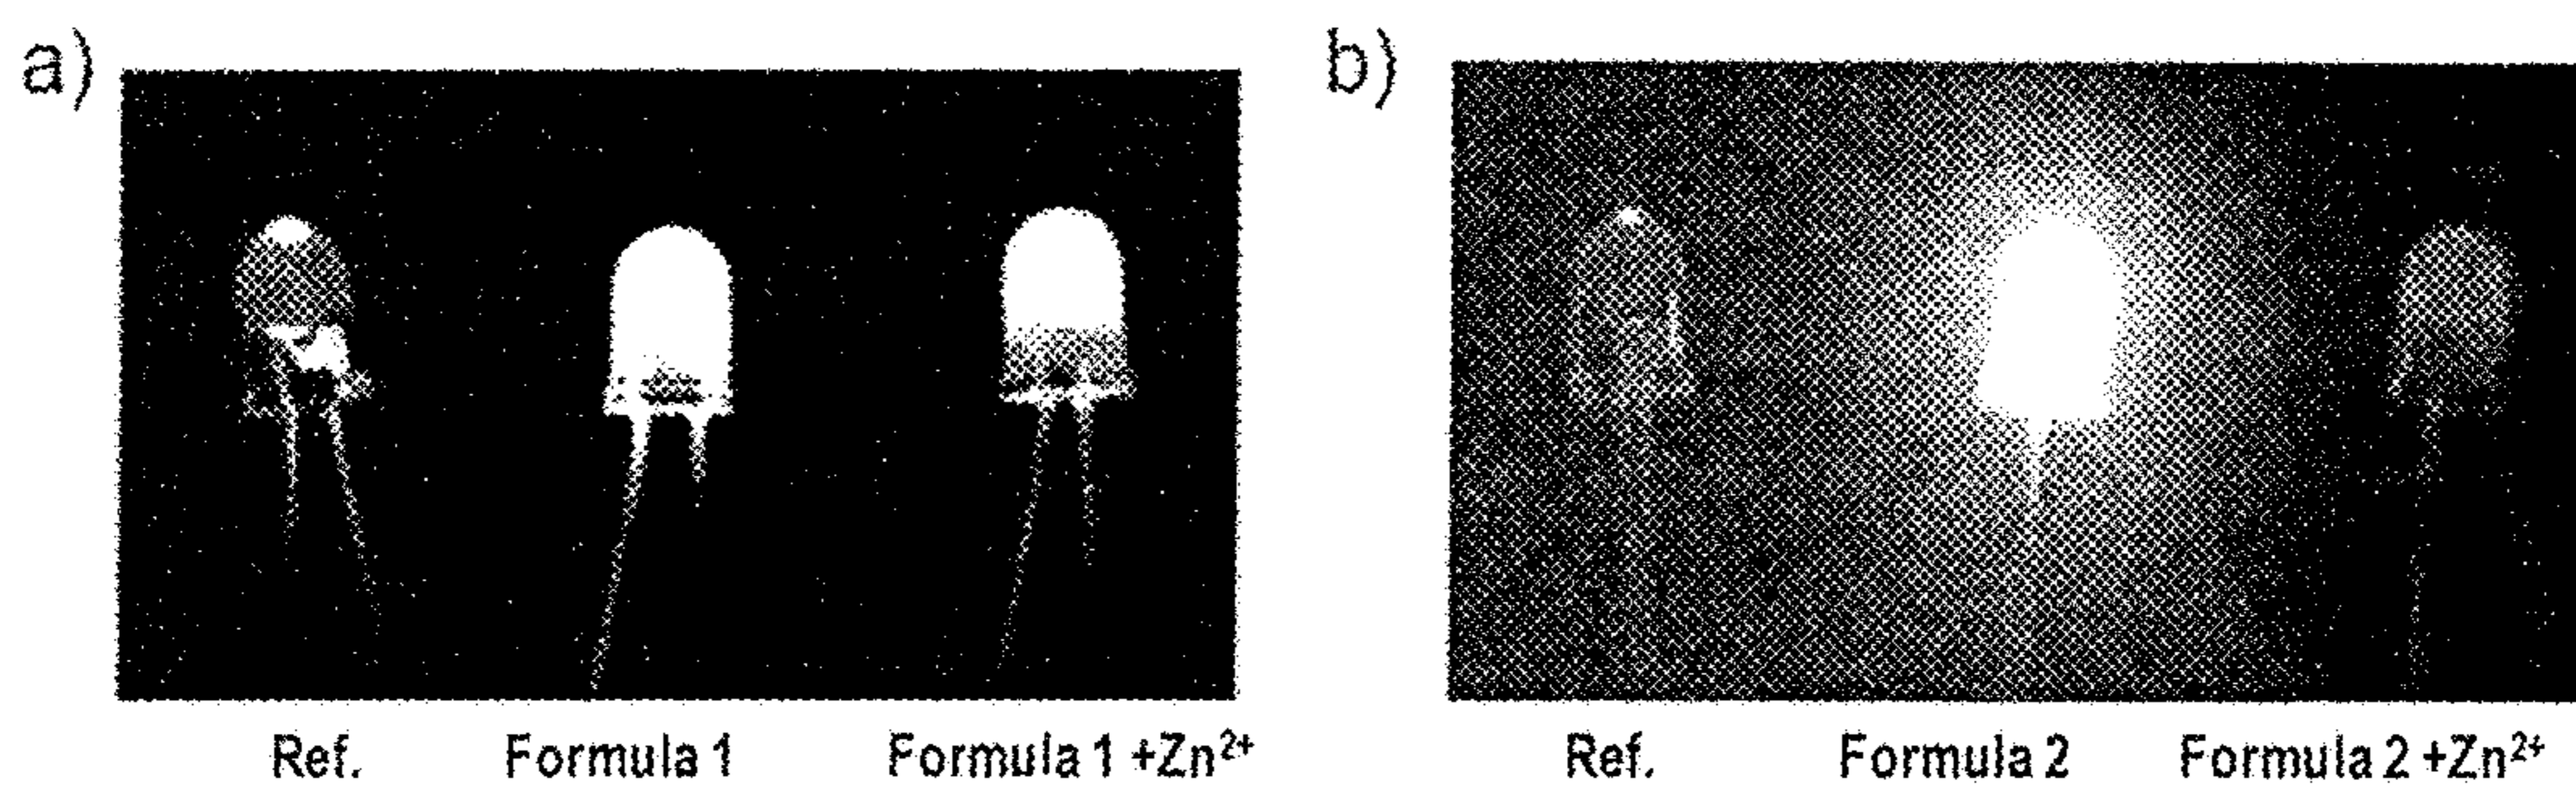 a)
b)
Ref. Formula 1 Formula 1 +Zn²⁺
Ref. Formula 2 Formula 2 +Zn²⁺